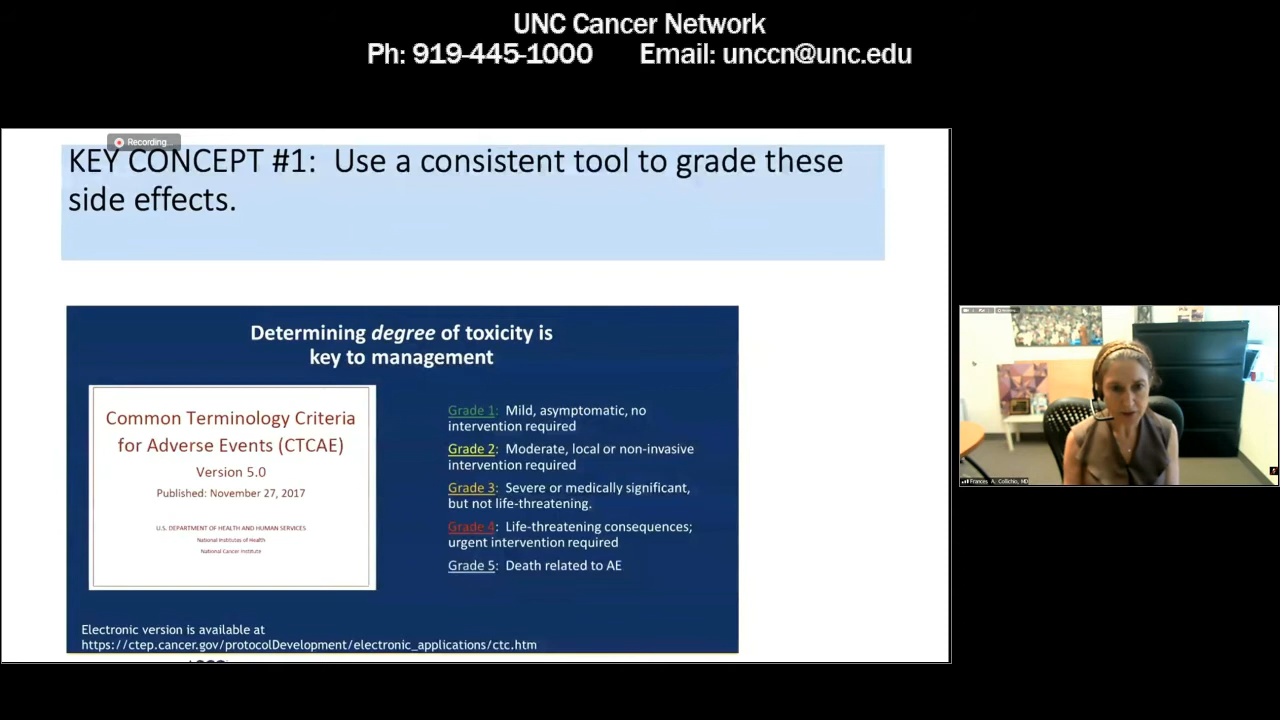 UNC Cancer Network
Ph: 919-445-1000 Email: unccn@unc.edu
Recording...
KEY CONCEPT #1: Use a consistent tool to grade these
side effects.
Determining degree of toxicity is
key to management
Common Terminology Criteria
for Adverse Events (CTCAE)
Version 5.0
Published: November 27, 2017
U.S. DEPARTMENT OF HEALTH AND HUMAN SERVICES
National Institutes of Health
National Cancer Institute
Grade 1: Mild, asymptomatic, no
intervention required
Grade 2: Moderate, local or non-invasive
intervention required
Grade 3: Severe or medically significant,
but not life-threatening.
Grade 4: Life-threatening consequences;
urgent intervention required
Grade 5: Death related to AE
Electronic version is available at
https://ctep.cancer.gov/protocolDevelopment/electronic_applications/ctc.htm
Frances A. Collichio, MD